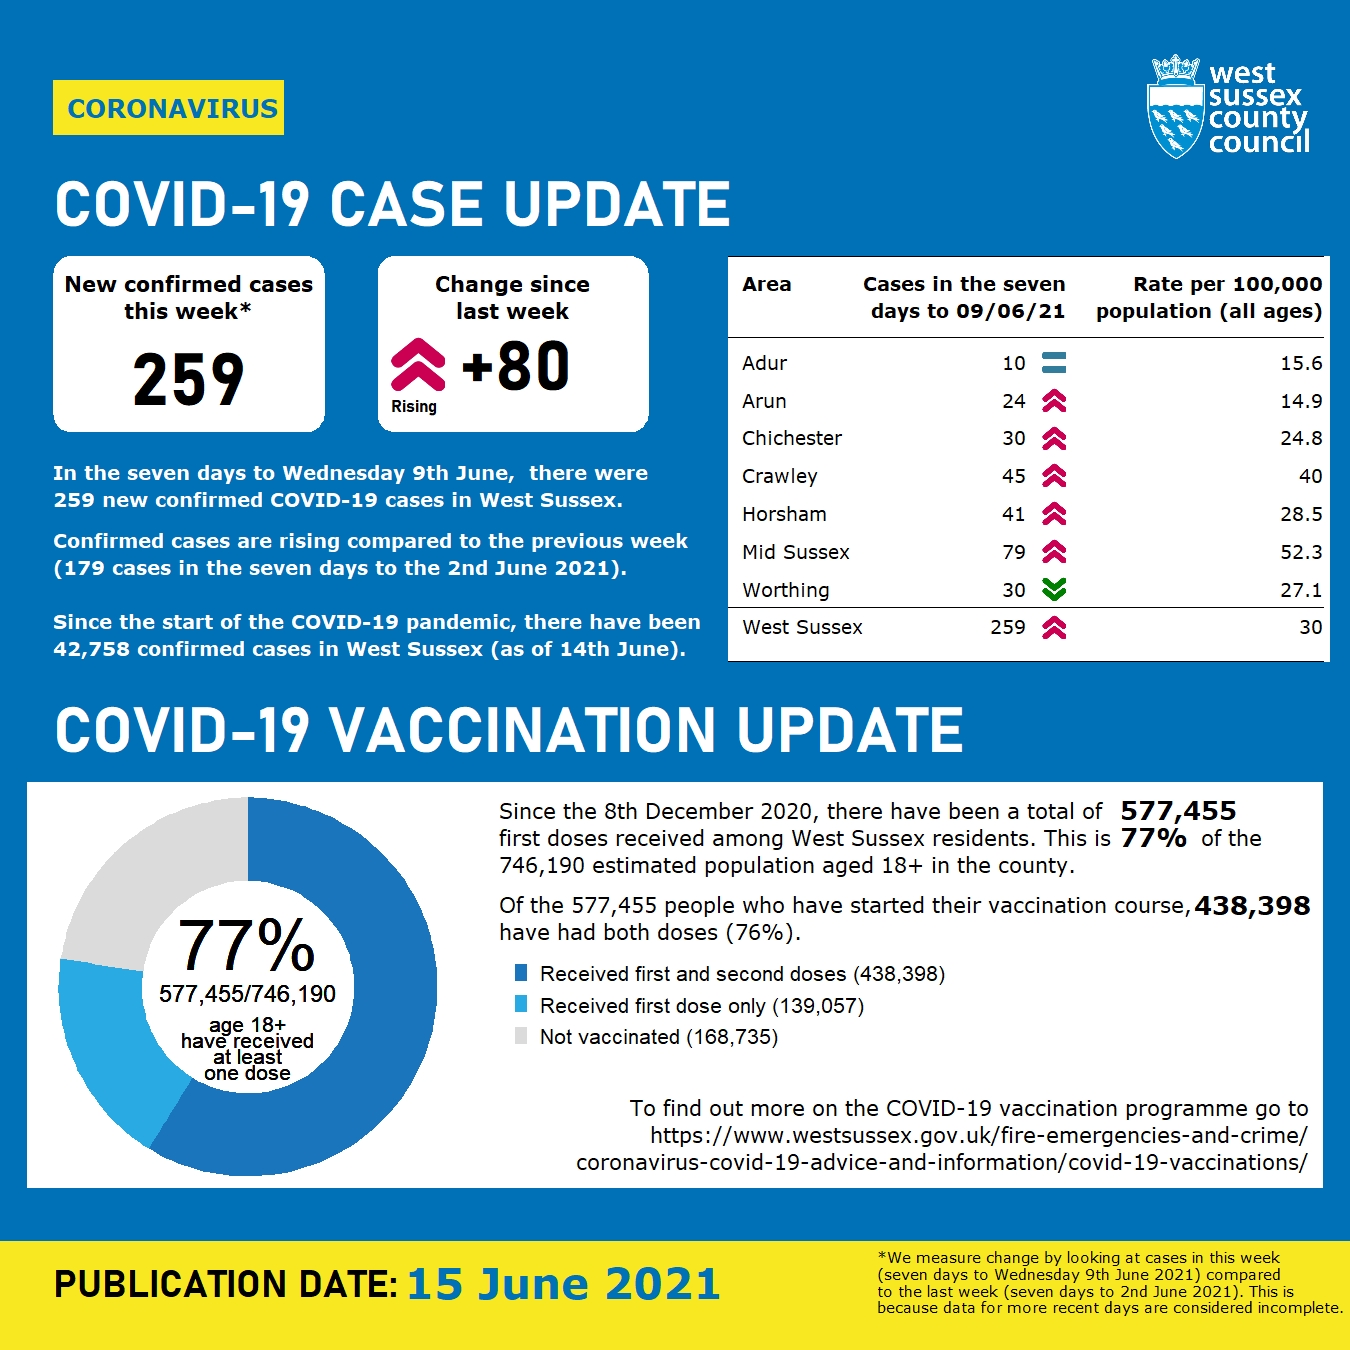 west
sussex
county
council
CORONAVIRUS
COVID-19 CASE UPDATE
New confirmed cases
this week*
259
Change since
last week
+80
Rising
In the seven days to Wednesday 9th June, there were
259 new confirmed COVID-19 cases in West Sussex.
Confirmed cases are rising compared to the previous week
(179 cases in the seven days to the 2nd June 2021).
Since the start of the COVID-19 pandemic, there have been
42,758 confirmed cases in West Sussex (as of 14th June).
Area Cases in the seven Rate per 100,000
days to 09/06/21 population (all ages)
Adur 10 15.6
Arun 24 14.9
Chichester 30 24.8
Crawley 45 40
Horsham 41 28.5
Mid Sussex 79 52.3
Worthing 30 27.1
West Sussex 259 30
COVID-19 VACCINATION UPDATE
77%
577,455/746,190
age 18+
have received
at least
one dose
Since the 8th December 2020, there have been a total of 577,455
first doses received among West Sussex residents. This is 77% of the
746,190 estimated population aged 18+ in the county.
Of the 577,455 people who have started their vaccination course, 438,398
have had both doses (76%).
Received first and second doses (438,398)
Received first dose only (139,057)
Not vaccinated (168,735)
To find out more on the COVID-19 vaccination programme go to
https://www.westsussex.gov.uk/fire-emergencies-and-crime/
coronavirus-covid-19-advice-and-information/covid-19-vaccinations/
PUBLICATION DATE: 15 June 2021
*We measure change by looking at cases in this week
(seven days to Wednesday 9th June 2021) compared
to the last week (seven days to 2nd June 2021). This is
because data for more recent days are considered incomplete.